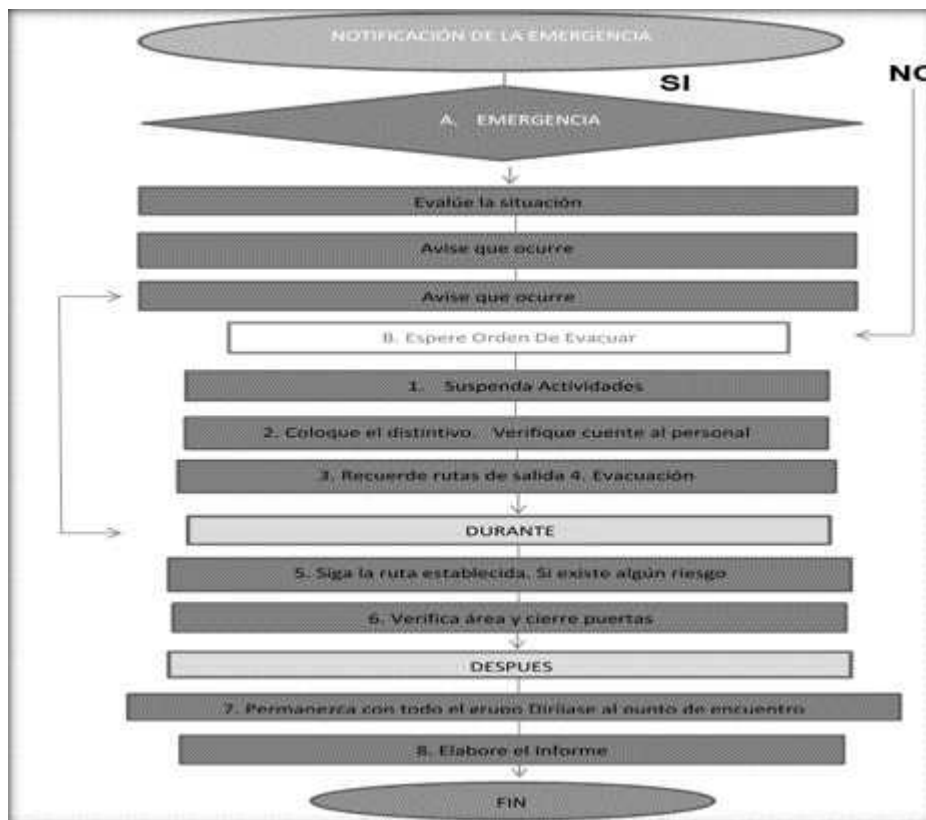 NOTIFICACIÓN DE LA EMERGENCIA
SI
NO
A. EMERGENCIA
Evalúe la situación
Avise que ocurre
Avise que ocurre
B. Espere Orden De Evacuar
1. Suspenda Actividades
2. Coloque el distintivo. Verifique cuente al personal
3. Recuerde rutas de salida 4. Evacuación
DURANTE
5. Siga la ruta establecida. Si existe algún riesgo
6. Verifica área y cierre puertas
DESPUES
7. Permanezca con todo el grupo Diríjase al punto de encuentro
8. Elabore el Informe
FIN